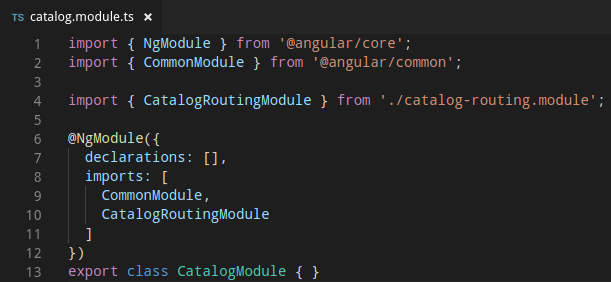 TS catalog.module.ts ×
1 import { NgModule } from '@angular/core';
2 import { CommonModule } from '@angular/common';
3
4 import { CatalogRoutingModule } from './catalog-routing.module';
5
6 @NgModule({
7   declarations: [],
8   imports: [
9     CommonModule,
10     CatalogRoutingModule
11   ]
12 })
13 export class CatalogModule { }